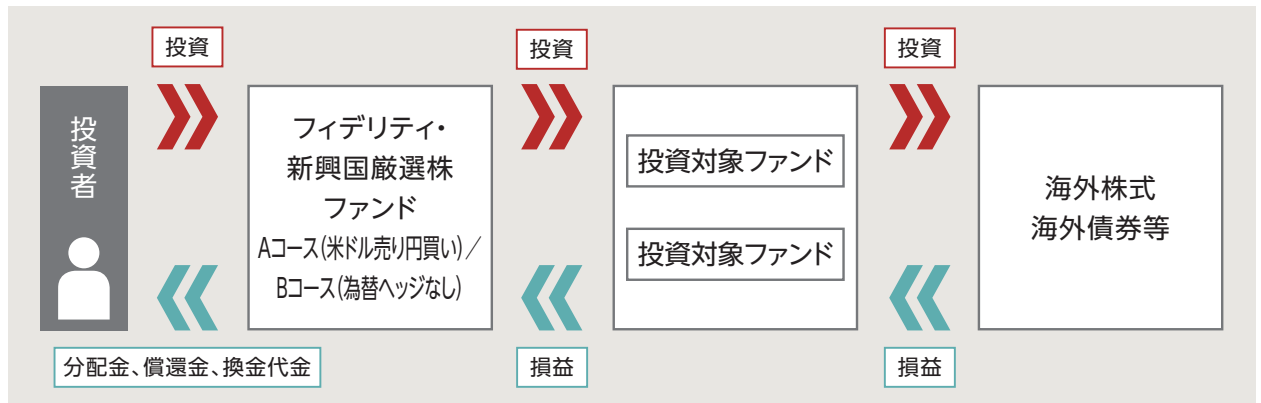 投資
投資
投資
投資者
フィデリティ・
新興国厳選株
ファンド
Aコース(米ドル売り円買い)/
Bコース(為替ヘッジなし)
投資対象ファンド
投資対象ファンド
海外株式
海外債券等
分配金、償還金、換金代金
損益
損益